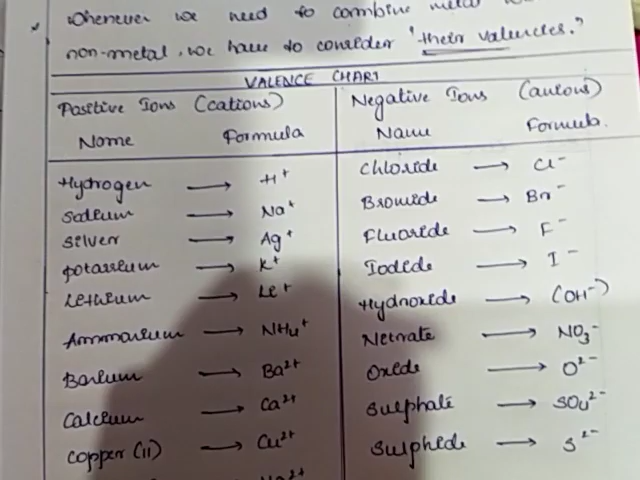 Whenever we need to combine metal
non-metal, we have to consider "their valencies."
VALENCE CHART
Positive Ions (cations) Negative Ions (anions)
Name Formula Name Formula.
Hydrogen → H⁺ Chloride → Cl⁻
Sodium → Na⁺ Bromide → Br⁻
Silver → Ag⁺ Fluoride → F⁻
Potassium → K⁺ Iodide → I⁻
Lithium → Li⁺ Hydroxide → (OH⁻)
Ammonium → NH₄⁺ Nitrate → NO₃⁻
Barium → Ba²⁺ Oxide → O²⁻
Calcium → Ca²⁺ Sulphate → SO₄²⁻
Copper (II) → Cu²⁺ Sulphide → S²⁻